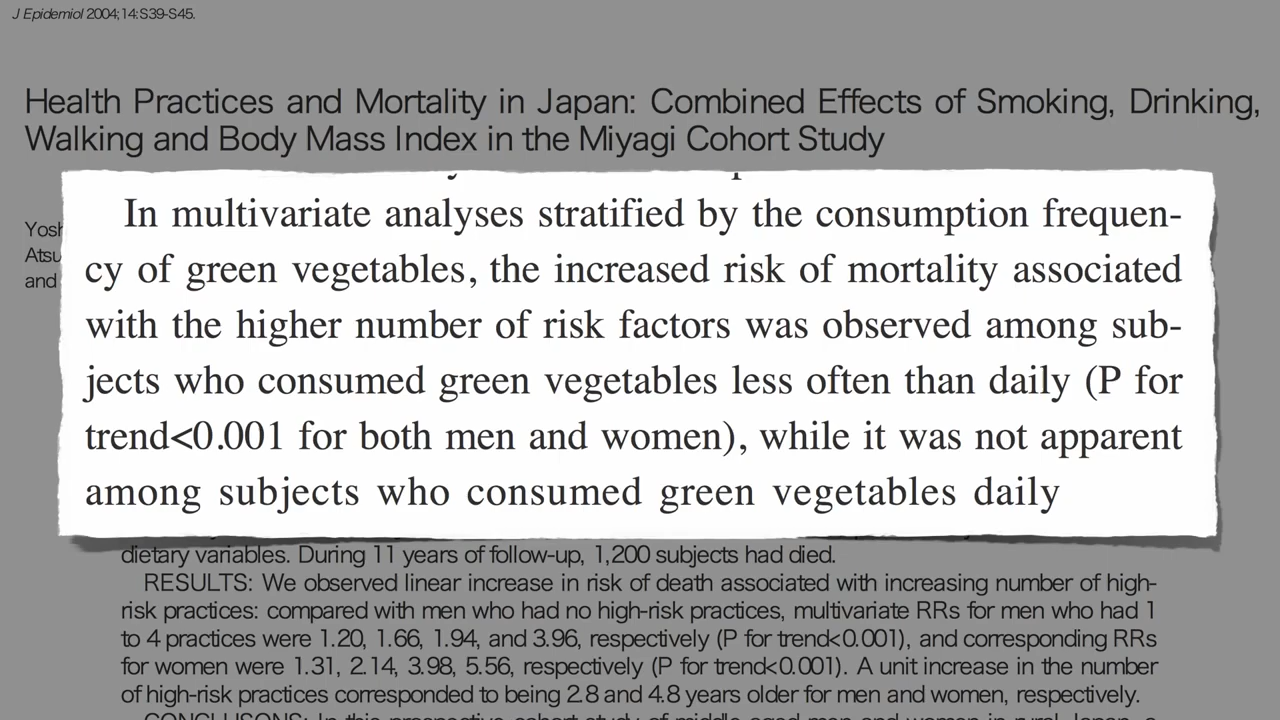 J Epidemiol 2004;14:S39-S45.
Health Practices and Mortality in Japan: Combined Effects of Smoking, Drinking,
Walking and Body Mass Index in the Miyagi Cohort Study
In multivariate analyses stratified by the consumption frequen-
cy of green vegetables, the increased risk of mortality associated
with the higher number of risk factors was observed among sub-
jects who consumed green vegetables less often than daily (P for
trend<0.001 for both men and women), while it was not apparent
among subjects who consumed green vegetables daily
and
dietary variables. During 11 years of follow-up, 1,200 subjects had died.
RESULTS: We observed linear increase in risk of death associated with increasing number of high-
risk practices: compared with men who had no high-risk practices, multivariate RRs for men who had 1
to 4 practices were 1.20, 1.66, 1.94, and 3.96, respectively (P for trend<0.001), and corresponding RRs
for women were 1.31, 2.14, 3.98, 5.56, respectively (P for trend<0.001). A unit increase in the number
of high-risk practices corresponded to being 2.8 and 4.8 years older for men and women, respectively.